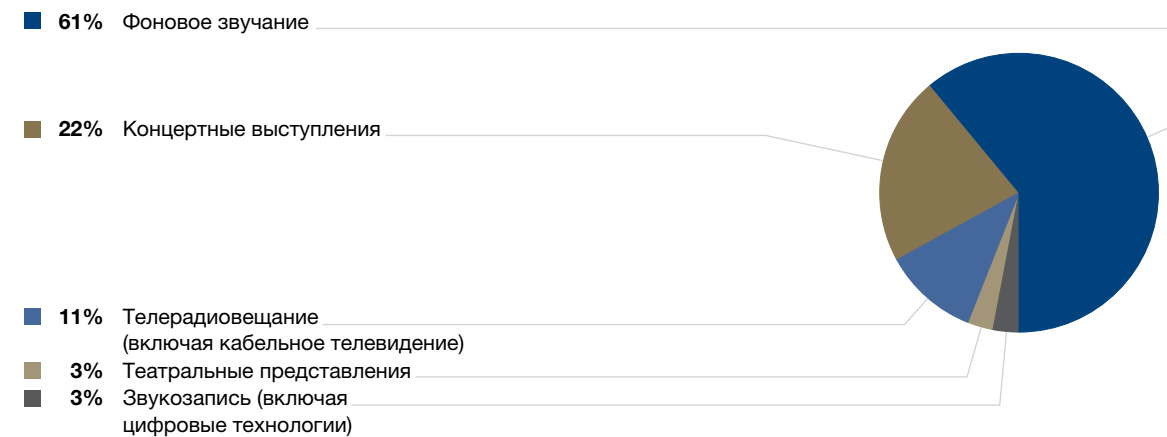 61% Фоновое звучание
22% Концертные выступления
11% Телерадиовещание
(включая кабельное телевидение)
3% Театральные представления
3% Звукозапись (включая
цифровые технологии)